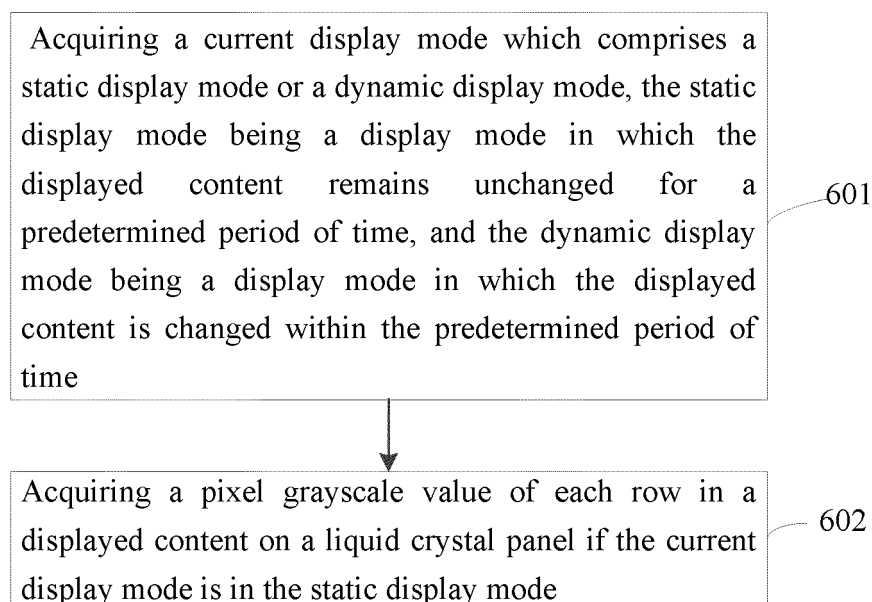 Acquiring a current display mode which comprises a
static display mode or a dynamic display mode, the static
display mode being a display mode in which the
displayed content remains unchanged for a
predetermined period of time, and the dynamic display
mode being a display mode in which the displayed
content is changed within the predetermined period of
time
601
Acquiring a pixel grayscale value of each row in a
displayed content on a liquid crystal panel if the current
display mode is in the static display mode
602